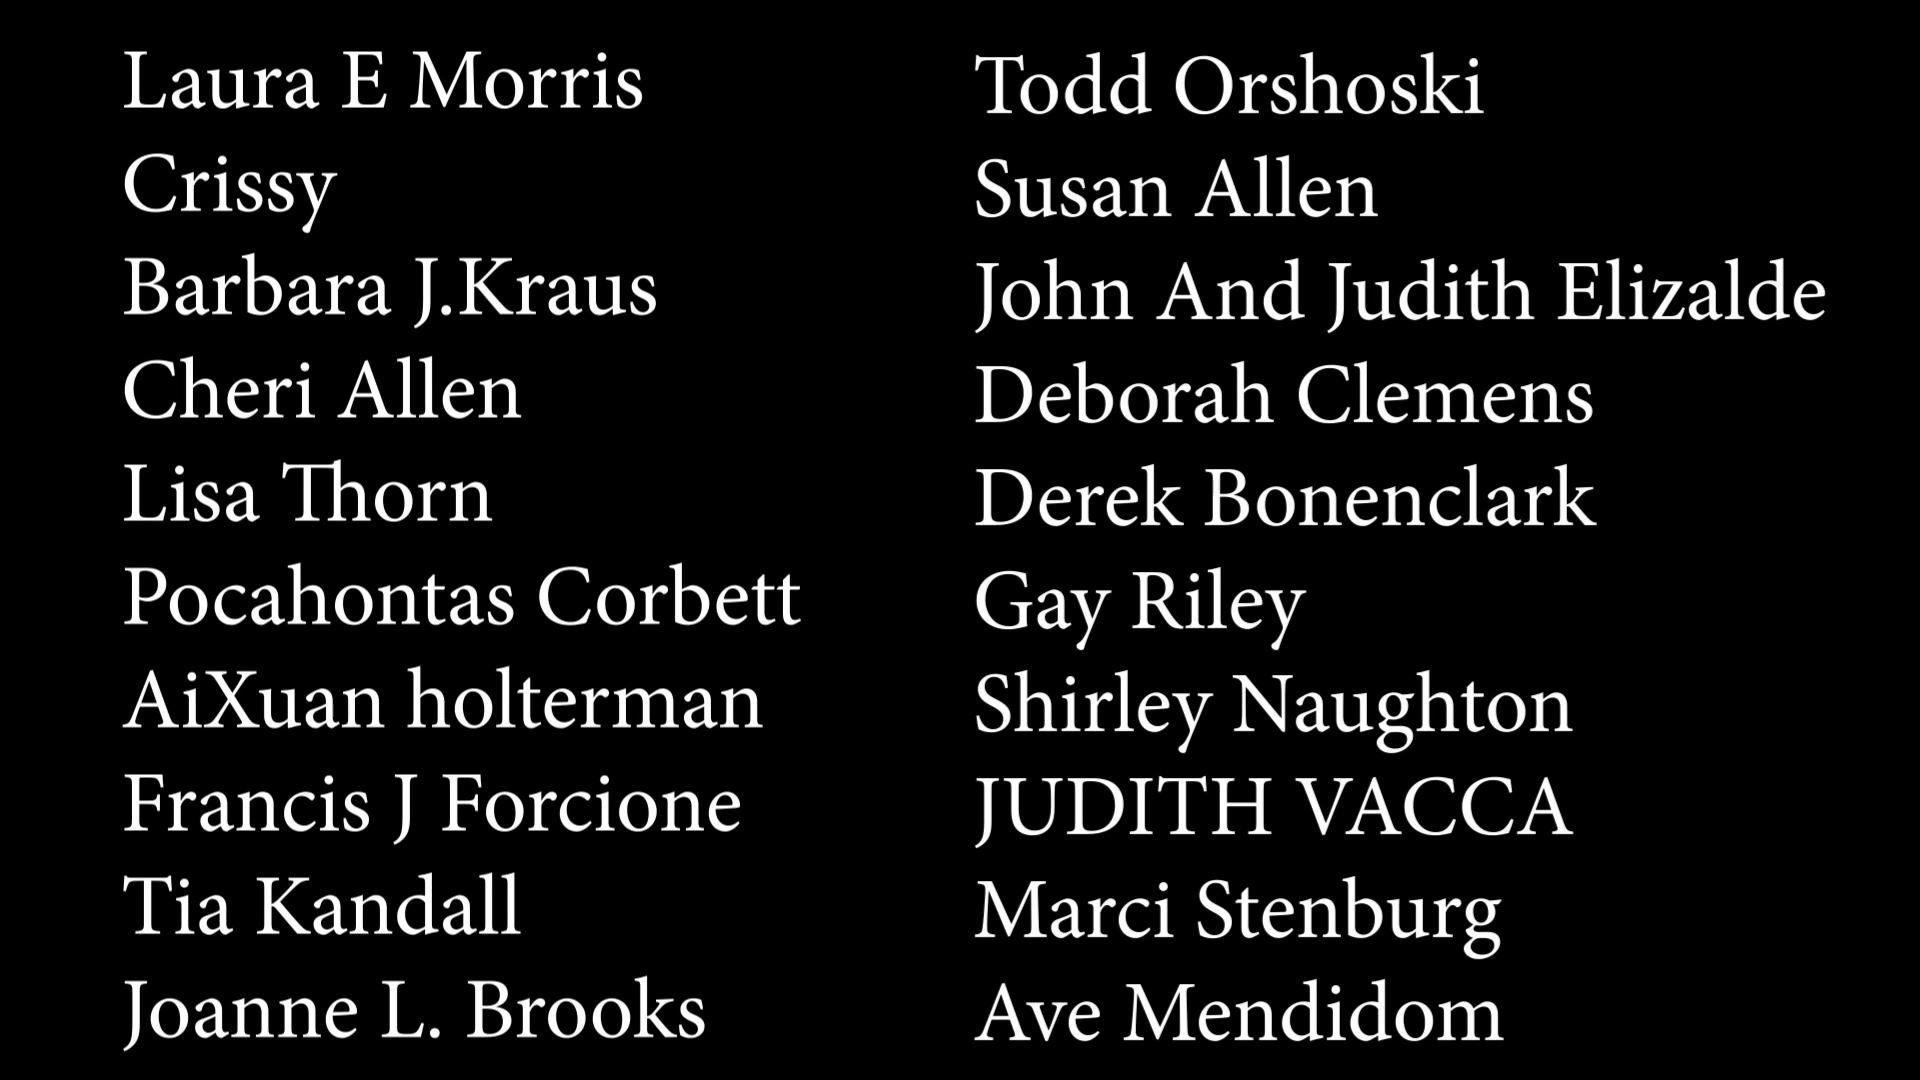 Laura E Morris
Crissy
Barbara J.Kraus
Cheri Allen
Lisa Thorn
Pocahontas Corbett
AiXuan holterman
Francis J Forcione
Tia Kandall
Joanne L. Brooks
Todd Orshoski
Susan Allen
John And Judith Elizalde
Deborah Clemens
Derek Bonenclark
Gay Riley
Shirley Naughton
JUDITH VACCA
Marci Stenburg
Ave Mendidom